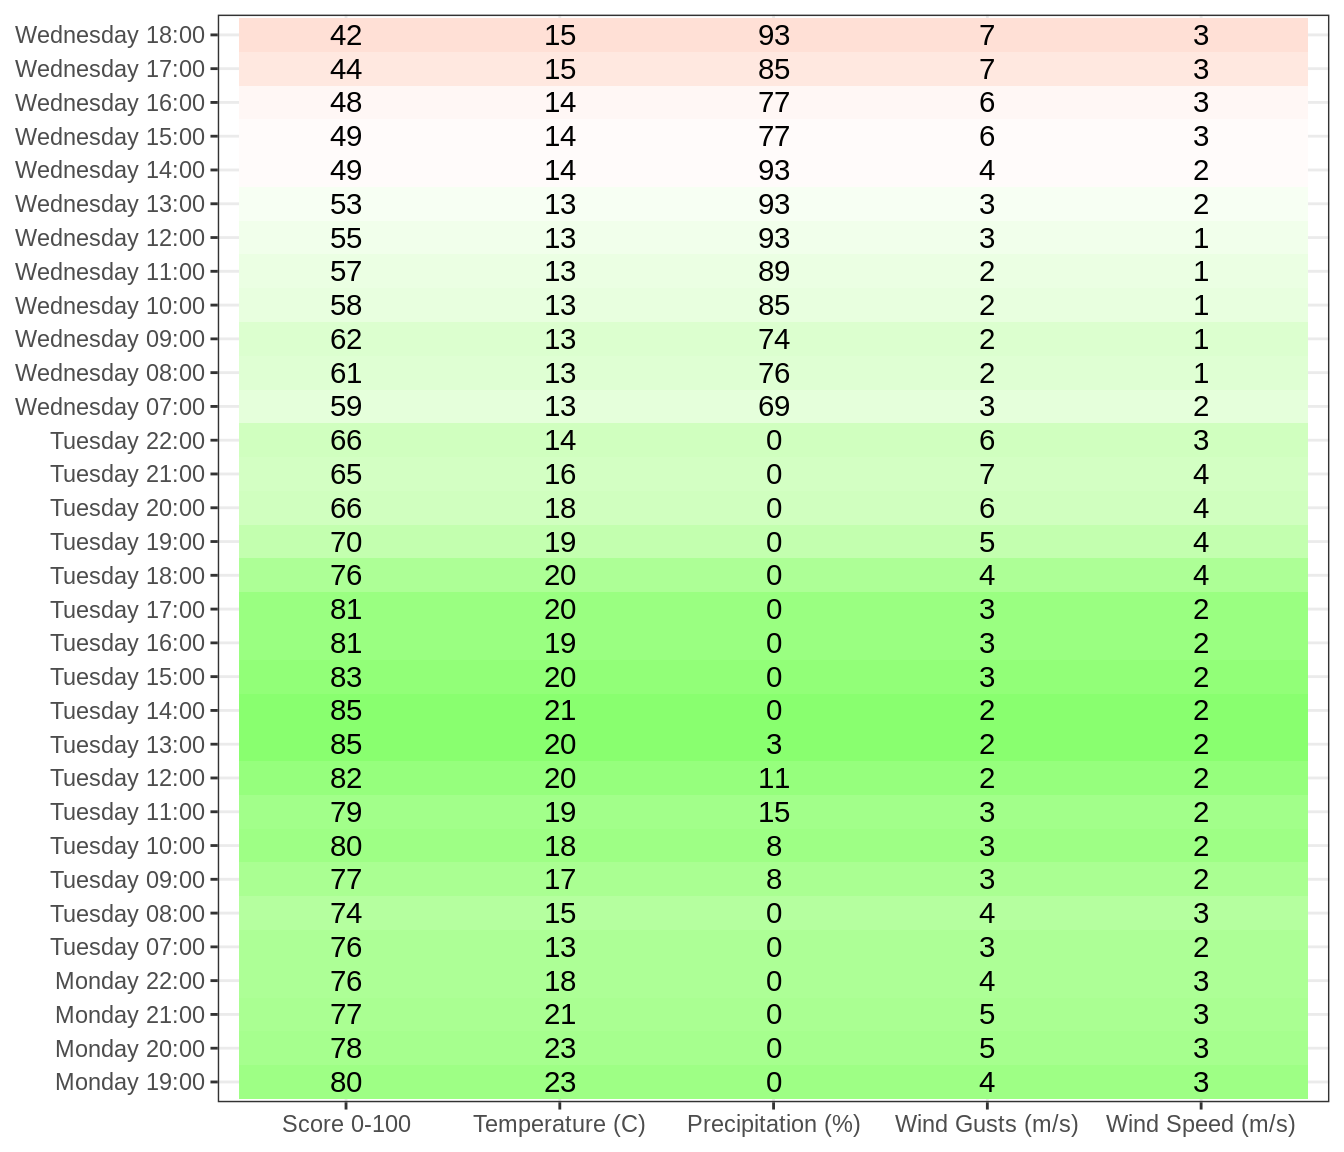 Wednesday 18:00 42 15 93 7 3
Wednesday 17:00 44 15 85 7 3
Wednesday 16:00 48 14 77 6 3
Wednesday 15:00 49 14 77 6 3
Wednesday 14:00 49 14 93 4 2
Wednesday 13:00 53 13 93 3 2
Wednesday 12:00 55 13 93 3 1
Wednesday 11:00 57 13 89 2 1
Wednesday 10:00 58 13 85 2 1
Wednesday 09:00 62 13 74 2 1
Wednesday 08:00 61 13 76 2 1
Wednesday 07:00 59 13 69 3 2
Tuesday 22:00 66 14 0 6 3
Tuesday 21:00 65 16 0 7 4
Tuesday 20:00 66 18 0 6 4
Tuesday 19:00 70 19 0 5 4
Tuesday 18:00 76 20 0 4 4
Tuesday 17:00 81 20 0 3 2
Tuesday 16:00 81 19 0 3 2
Tuesday 15:00 83 20 0 3 2
Tuesday 14:00 85 21 0 2 2
Tuesday 13:00 85 20 3 2 2
Tuesday 12:00 82 20 11 2 2
Tuesday 11:00 79 19 15 3 2
Tuesday 10:00 80 18 8 3 2
Tuesday 09:00 77 17 8 3 2
Tuesday 08:00 74 15 0 4 3
Tuesday 07:00 76 13 0 3 2
Monday 22:00 76 18 0 4 3
Monday 21:00 77 21 0 5 3
Monday 20:00 78 23 0 5 3
Monday 19:00 80 23 0 4 3
Score 0-100 Temperature (C) Precipitation (%) Wind Gusts (m/s) Wind Speed (m/s)